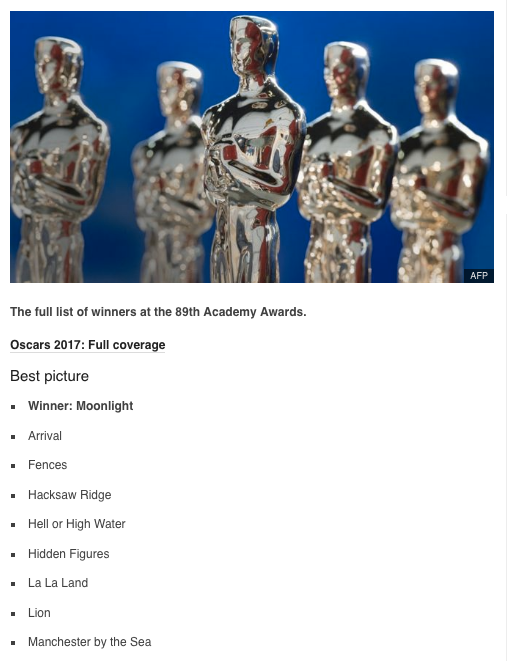 AFP
The full list of winners at the 89th Academy Awards.
Oscars 2017: Full coverage
Best picture
Winner: Moonlight
Arrival
Fences
Hacksaw Ridge
Hell or High Water
Hidden Figures
La La Land
Lion
Manchester by the Sea